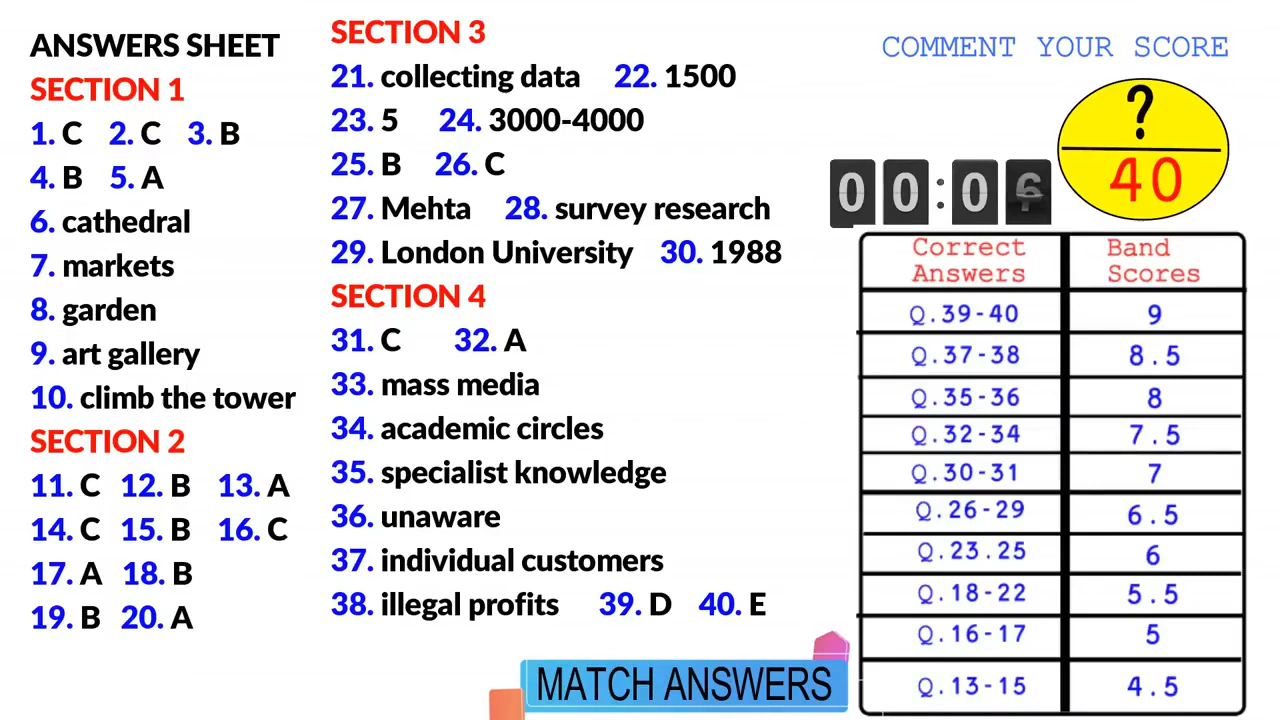 ANSWERS SHEET
SECTION 1
1. C 2. C 3. B
4. B 5. A
6. cathedral
7. markets
8. garden
9. art gallery
10. climb the tower
SECTION 2
11. C 12. B 13. A
14. C 15. B 16. C
17. A 18. B
19. B 20. A
SECTION 3
21. collecting data 22. 1500
23. 5 24. 3000-4000
25. B 26. C
27. Mehta 28. survey research
29. London University 30. 1988
SECTION 4
31. C 32. A
33. mass media
34. academic circles
35. specialist knowledge
36. unaware
37. individual customers
38. illegal profits 39. D 40. E
MATCH ANSWERS
COMMENT YOUR SCORE
?
40
00:0
Correct Answers Band Scores
Q.39-40 9
Q.37-38 8.5
Q.35-36 8
Q.32-34 7.5
Q.30-31 7
Q.26-29 6.5
Q.23.25 6
Q.18-22 5.5
Q.16-17 5
Q.13-15 4.5